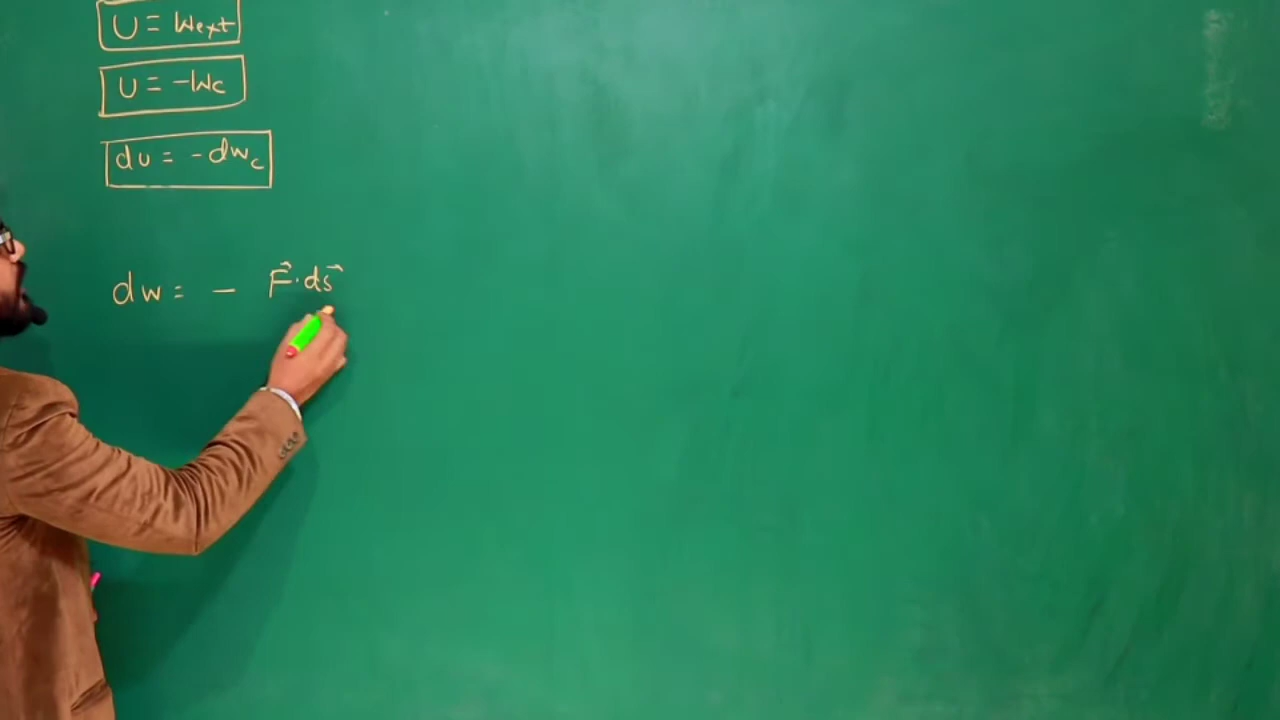 U = Wext
U = -Wc
du = -dwc
dw = - F⃗·ds⃗